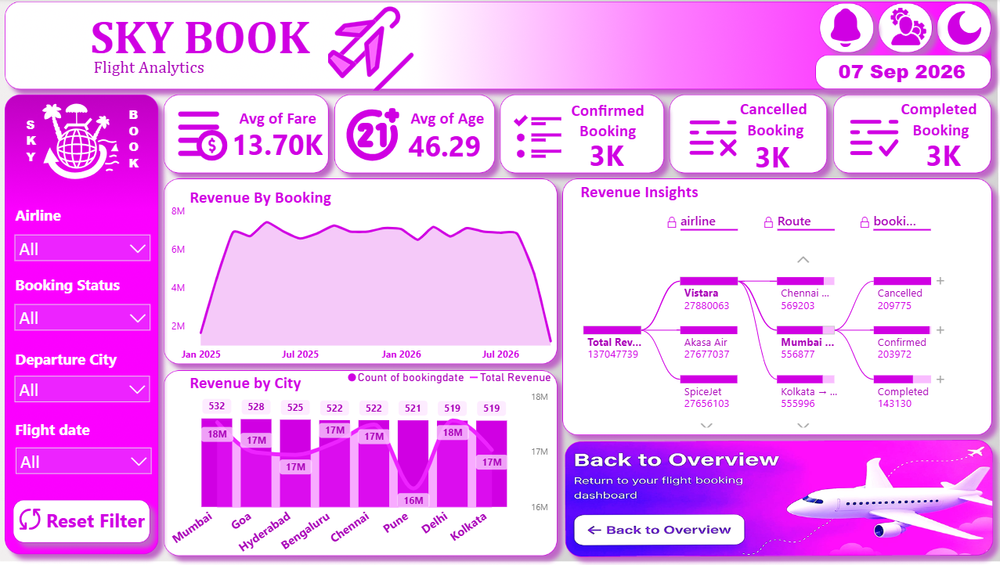 SKY BOOK
Flight Analytics
07 Sep 2026
SKY
BOOK
Airline
All
Booking Status
All
Departure City
All
Flight date
All
Reset Filter
Avg of Fare
13.70K
21
Avg of Age
46.29
Confirmed
Booking
3K
Cancelled
Booking
3K
Completed
Booking
3K
Revenue By Booking
8M
6M
4M
2M
Jan 2025 Jul 2025 Jan 2026 Jul 2026
Revenue by City
Count of bookingdate Total Revenue
18M
17M
16M
532 528 525 522 522 521 519 519
18M 17M 17M 17M 17M 16M 18M 17M
Mumbai Goa Hyderabad Bengaluru Chennai Pune Delhi Kolkata
Revenue Insights
airline Route booki...
Total Rev...
137047739
Vistara
27880063
Akasa Air
27677037
SpiceJet
27656103
Chennai ...
569203
Mumbai ...
556877
Kolkata → ...
555996
Cancelled
209775
Confirmed
203972
Completed
143130
Back to Overview
Return to your flight booking
dashboard
← Back to Overview